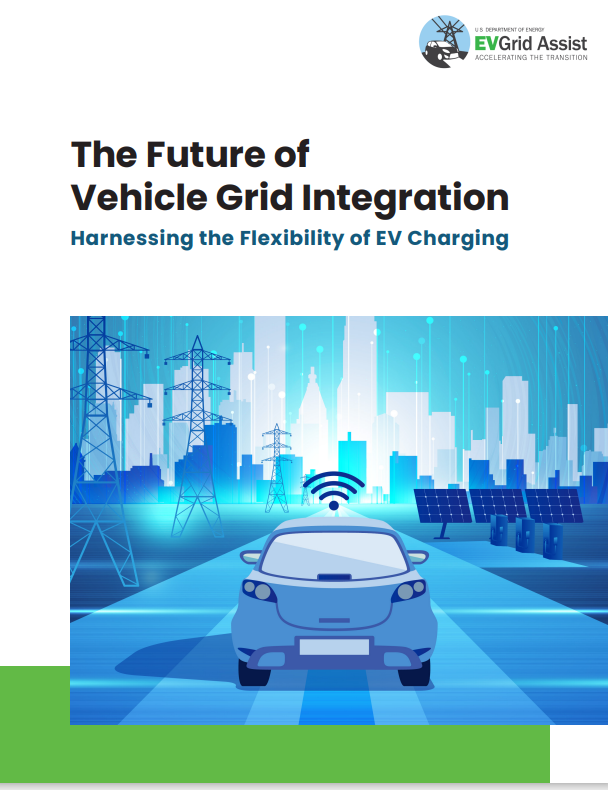 U.S. DEPARTMENT OF ENERGY
EVGrid Assist
ACCELERATING THE TRANSITION
The Future of
Vehicle Grid Integration
Harnessing the Flexibility of EV Charging